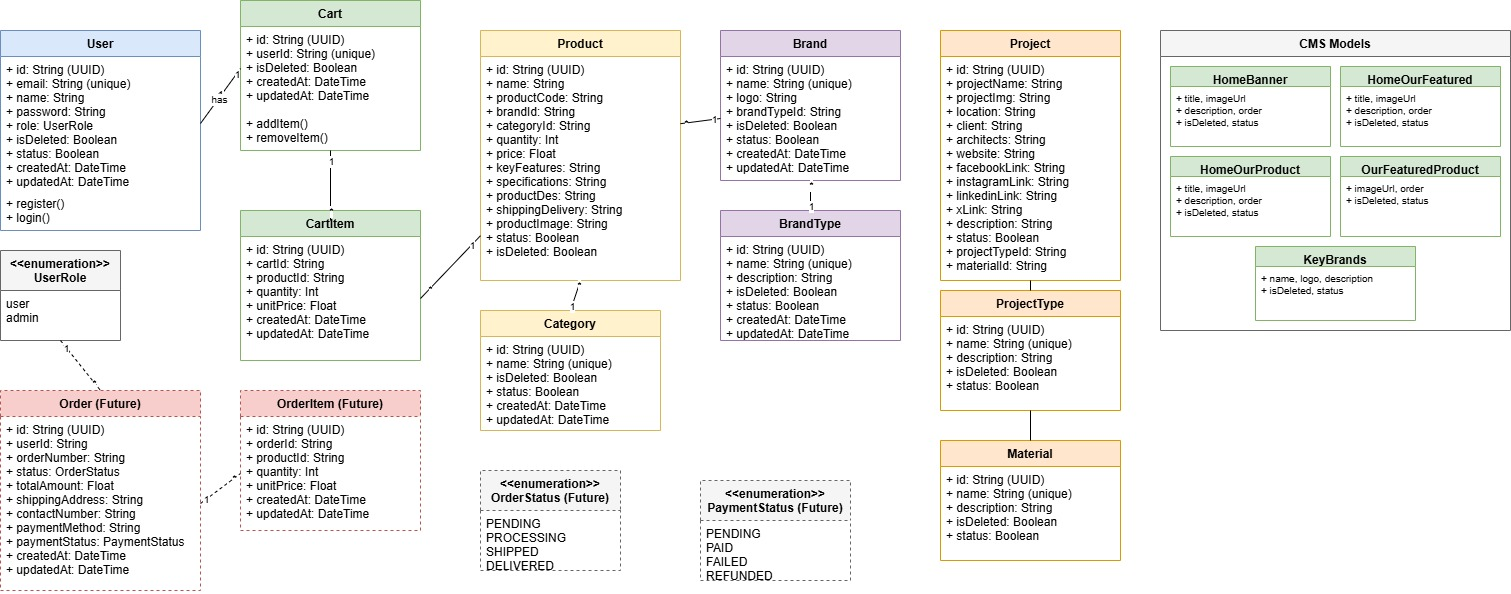 User
+ id: String (UUID)
+ email: String (unique)
+ name: String
+ password: String
+ role: UserRole
+ isDeleted: Boolean
+ status: Boolean
+ createdAt: DateTime
+ updatedAt: DateTime
+ register()
+ login()
has
1
Cart
+ id: String (UUID)
+ userId: String (unique)
+ isDeleted: Boolean
+ createdAt: DateTime
+ updatedAt: DateTime
+ addItem()
+ removeItem()
1
CartItem
+ id: String (UUID)
+ cartId: String
+ productId: String
+ quantity: Int
+ unitPrice: Float
+ createdAt: DateTime
+ updatedAt: DateTime
1
Product
+ id: String (UUID)
+ name: String
+ productCode: String
+ brandId: String
+ categoryId: String
+ quantity: Int
+ price: Float
+ keyFeatures: String
+ specifications: String
+ productDes: String
+ shippingDelivery: String
+ productImage: String
+ status: Boolean
+ isDeleted: Boolean
1
1
Category
+ id: String (UUID)
+ name: String (unique)
+ isDeleted: Boolean
+ status: Boolean
+ createdAt: DateTime
+ updatedAt: DateTime
Brand
+ id: String (UUID)
+ name: String (unique)
+ logo: String
+ brandTypeId: String
+ isDeleted: Boolean
+ status: Boolean
+ createdAt: DateTime
+ updatedAt: DateTime
1
BrandType
+ id: String (UUID)
+ name: String (unique)
+ description: String
+ isDeleted: Boolean
+ status: Boolean
+ createdAt: DateTime
+ updatedAt: DateTime
Project
+ id: String (UUID)
+ projectName: String
+ projectImg: String
+ location: String
+ client: String
+ architects: String
+ website: String
+ facebookLink: String
+ instagramLink: String
+ linkedinLink: String
+ xLink: String
+ description: String
+ status: Boolean
+ projectTypeId: String
+ materialId: String
ProjectType
+ id: String (UUID)
+ name: String (unique)
+ description: String
+ isDeleted: Boolean
+ status: Boolean
Material
+ id: String (UUID)
+ name: String (unique)
+ description: String
+ isDeleted: Boolean
+ status: Boolean
CMS Models
HomeBanner
+ title, imageUrl
+ description, order
+ isDeleted, status
HomeOurFeatured
+ title, imageUrl
+ description, order
+ isDeleted, status
HomeOurProduct
+ title, imageUrl
+ description, order
+ isDeleted, status
OurFeaturedProduct
+ imageUrl, order
+ isDeleted, status
KeyBrands
+ name, logo, description
+ isDeleted, status
<<enumeration>>
UserRole
user
admin
1
Order (Future)
+ id: String (UUID)
+ userId: String
+ orderNumber: String
+ status: OrderStatus
+ totalAmount: Float
+ shippingAddress: String
+ contactNumber: String
+ paymentMethod: String
+ paymentStatus: PaymentStatus
+ createdAt: DateTime
+ updatedAt: DateTime
1
OrderItem (Future)
+ id: String (UUID)
+ orderId: String
+ productId: String
+ quantity: Int
+ unitPrice: Float
+ createdAt: DateTime
+ updatedAt: DateTime
<<enumeration>>
OrderStatus (Future)
PENDING
PROCESSING
SHIPPED
DELIVERED
<<enumeration>>
PaymentStatus (Future)
PENDING
PAID
FAILED
REFUNDED